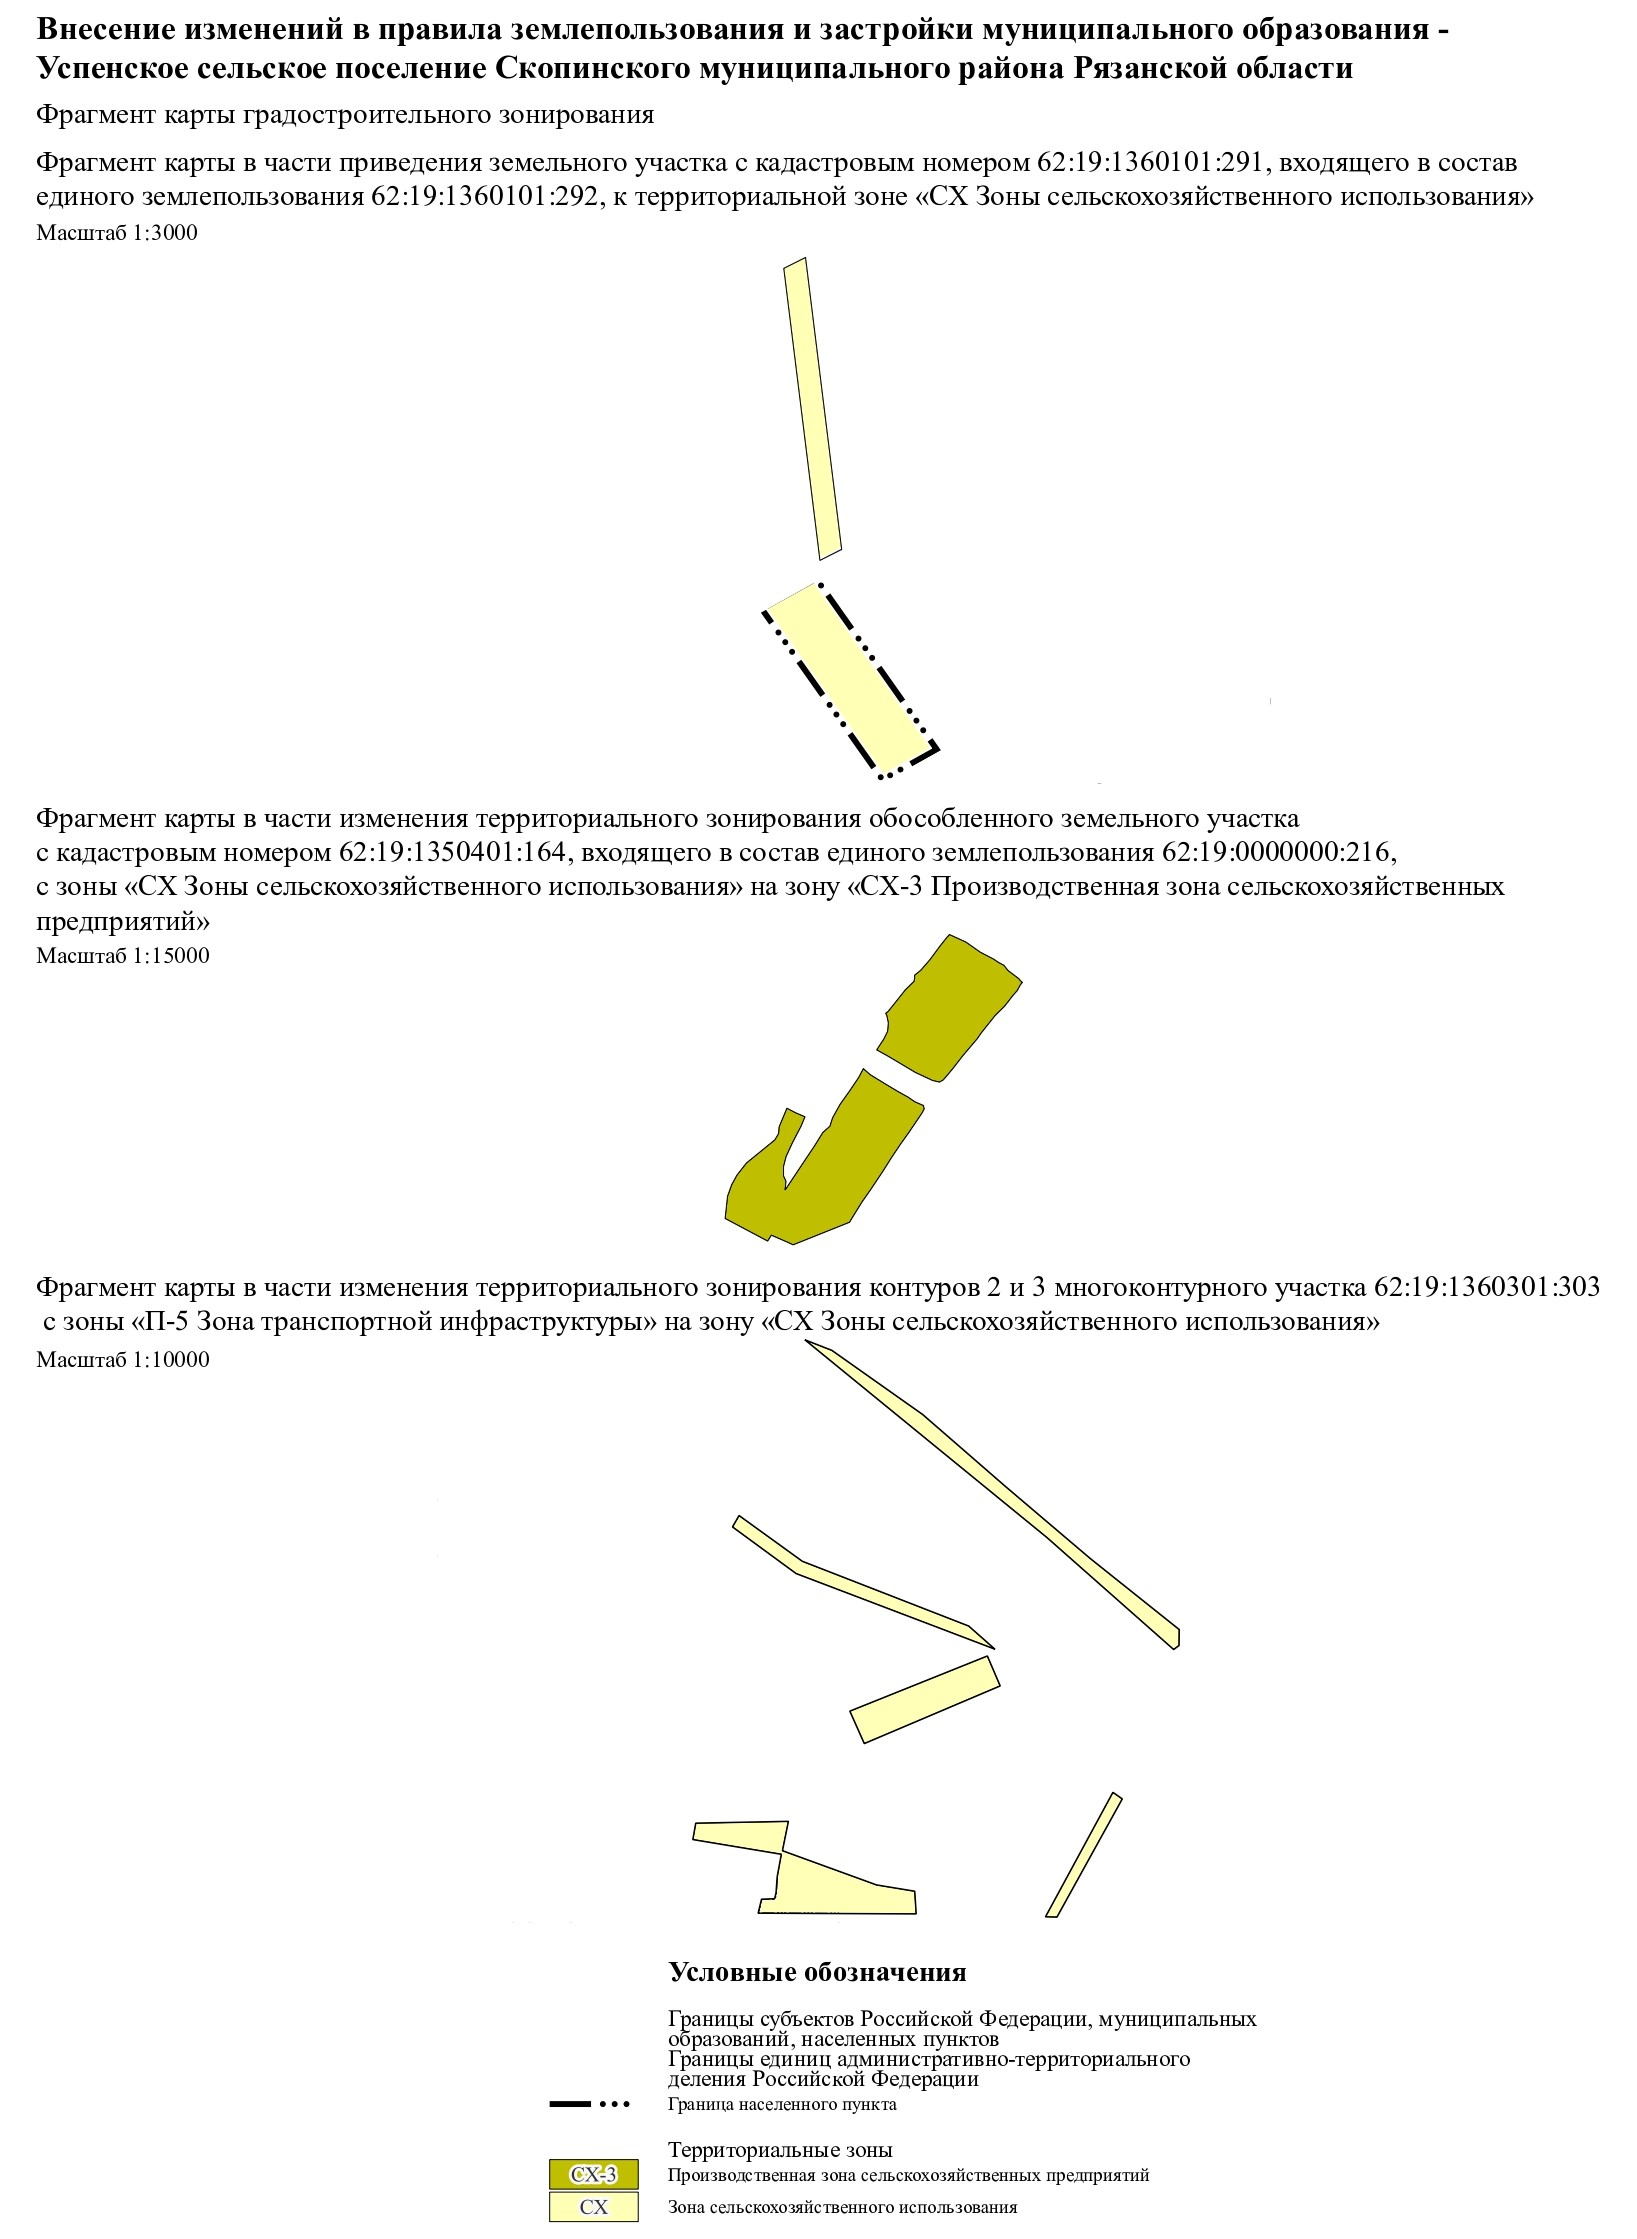 Внесение изменений в правила землепользования и застройки муниципального образования -
Успенское сельское поселение Скопинского муниципального района Рязанской области
Фрагмент карты градостроительного зонирования
Фрагмент карты в части приведения земельного участка с кадастровым номером 62:19:1360101:291, входящего в состав
единого землепользования 62:19:1360101:292, к территориальной зоне «СХ Зоны сельскохозяйственного использования»
Масштаб 1:3000
Фрагмент карты в части изменения территориального зонирования обособленного земельного участка
с кадастровым номером 62:19:1350401:164, входящего в состав единого землепользования 62:19:0000000:216,
с зоны «СХ Зоны сельскохозяйственного использования» на зону «СХ-3 Производственная зона сельскохозяйственных
предприятий»
Масштаб 1:15000
Фрагмент карты в части изменения территориального зонирования контуров 2 и 3 многоконтурного участка 62:19:1360301:303
с зоны «П-5 Зона транспортной инфраструктуры» на зону «СХ Зоны сельскохозяйственного использования»
Масштаб 1:10000
Условные обозначения
Границы субъектов Российской Федерации, муниципальных
образований, населенных пунктов
Границы единиц административно-территориального
деления Российской Федерации
Граница населенного пункта
Территориальные зоны
СХ-3 Производственная зона сельскохозяйственных предприятий
СХ Зона сельскохозяйственного использования